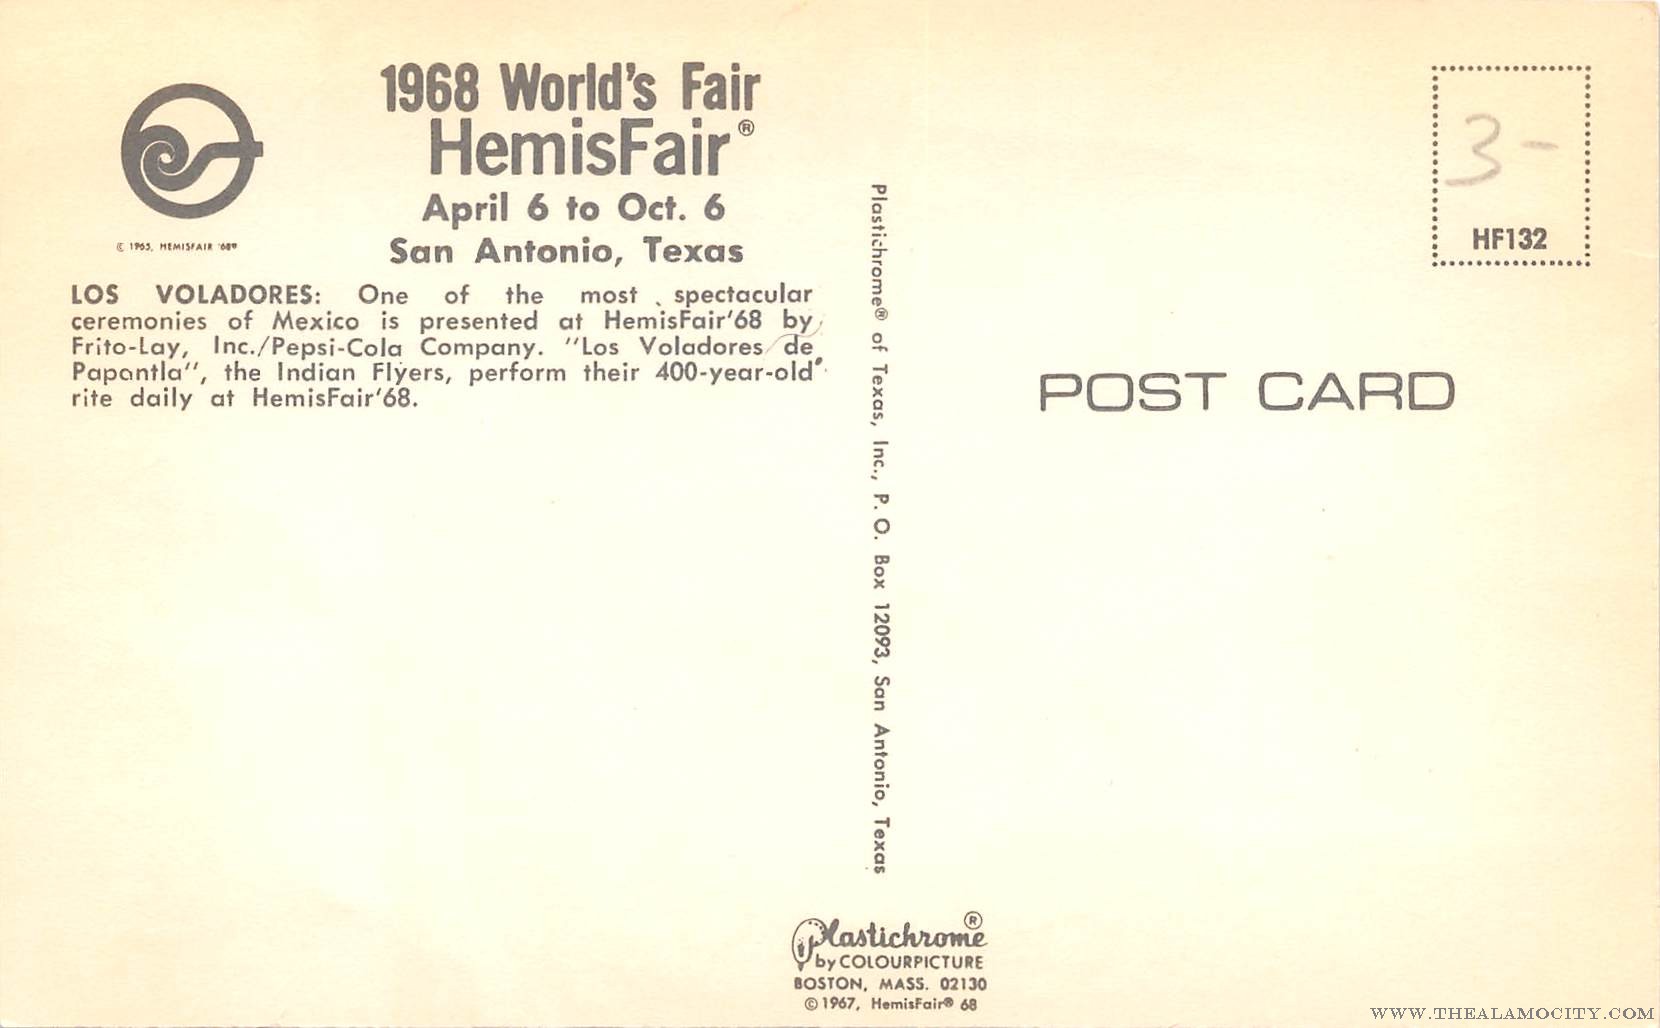 1968 World's Fair
HemisFair®
April 6 to Oct. 6
San Antonio, Texas
© 1965, HEMISFAIR '68®
LOS VOLADORES: One of the most spectacular
ceremonies of Mexico is presented at HemisFair'68 by
Frito-Lay, Inc./Pepsi-Cola Company. "Los Voladores de
Papantla", the Indian Flyers, perform their 400-year-old
rite daily at HemisFair'68.
Plastichrome® of Texas, Inc., P. O. Box 12093, San Antonio, Texas
3-
HF132
POST CARD
Plastichrome®
by COLOURPICTURE
BOSTON, MASS. 02130
© 1967, HemisFair® 68
WWW.THEALAMOCITY.COM